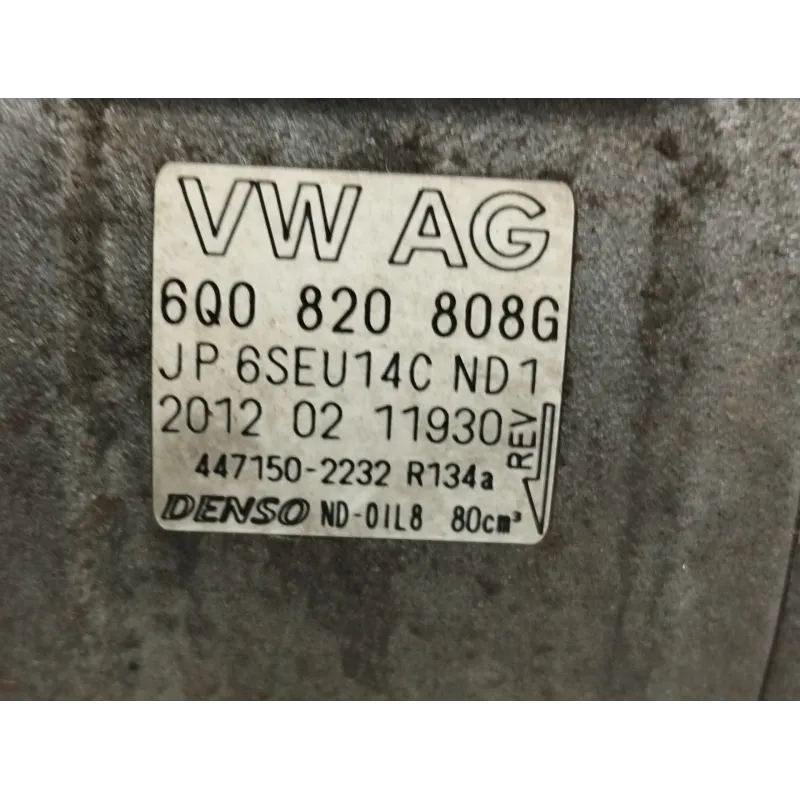 VW AG
6Q0 820 808G
JP 6SEU14C ND1
2012 02 11930
REV
447150-2232 R134a
DENSO ND-OIL8 80cm³